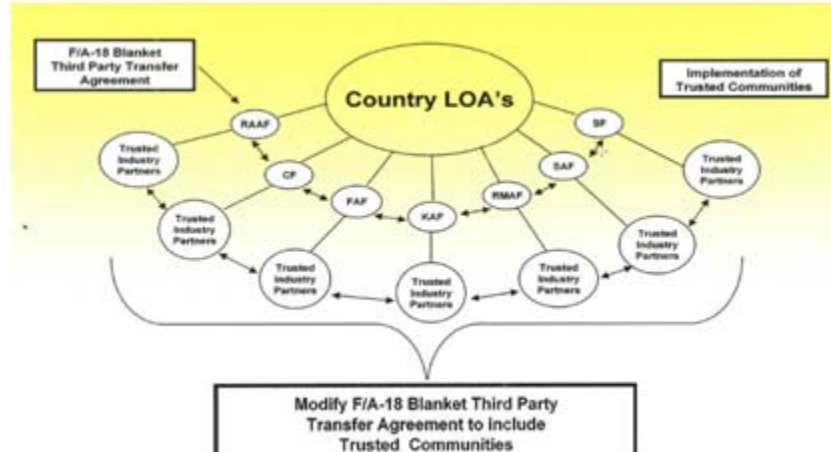 F/A-18 Blanket
Third Party Transfer
Agreement
Country LOA's
Implementation of
Trusted Communities
RAAF
CF
FAF
KAF
RMAF
SAF
SF
Trusted
Industry
Partners
Trusted
Industry
Partners
Trusted
Industry
Partners
Trusted
Industry
Partners
Trusted
Industry
Partners
Trusted
Industry
Partners
Trusted
Industry
Partners
Modify F/A-18 Blanket Third Party
Transfer Agreement to include
Trusted Communities